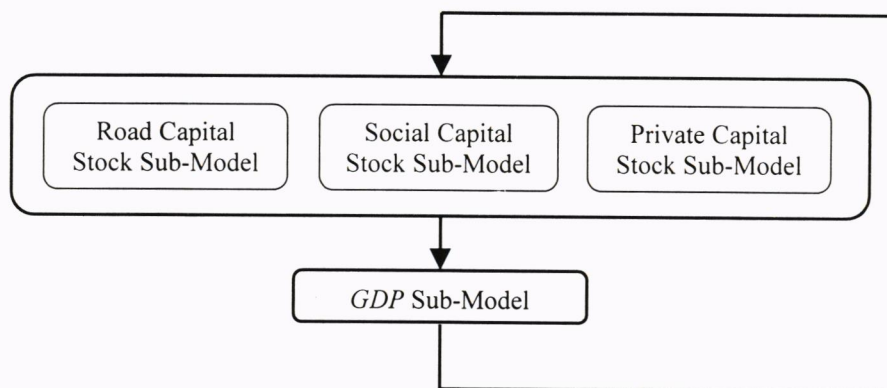 Road Capital
Stock Sub-Model
Social Capital
Stock Sub-Model
Private Capital
Stock Sub-Model
GDP Sub-Model